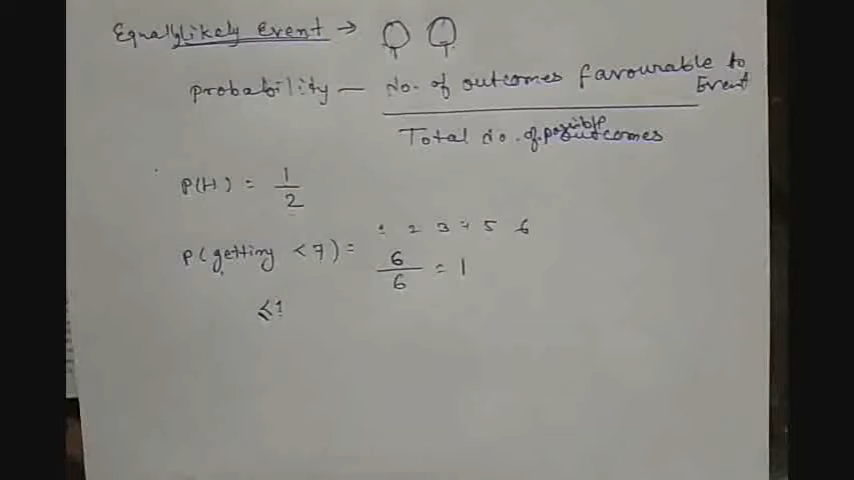 Equally likely Event → Q Q
probability — No. of outcomes favourable to Event
Total No. of possible outcomes
P(H) = 1/2
1 2 3 4 5 6
P(getting < 7) = 6/6 = 1
≤1